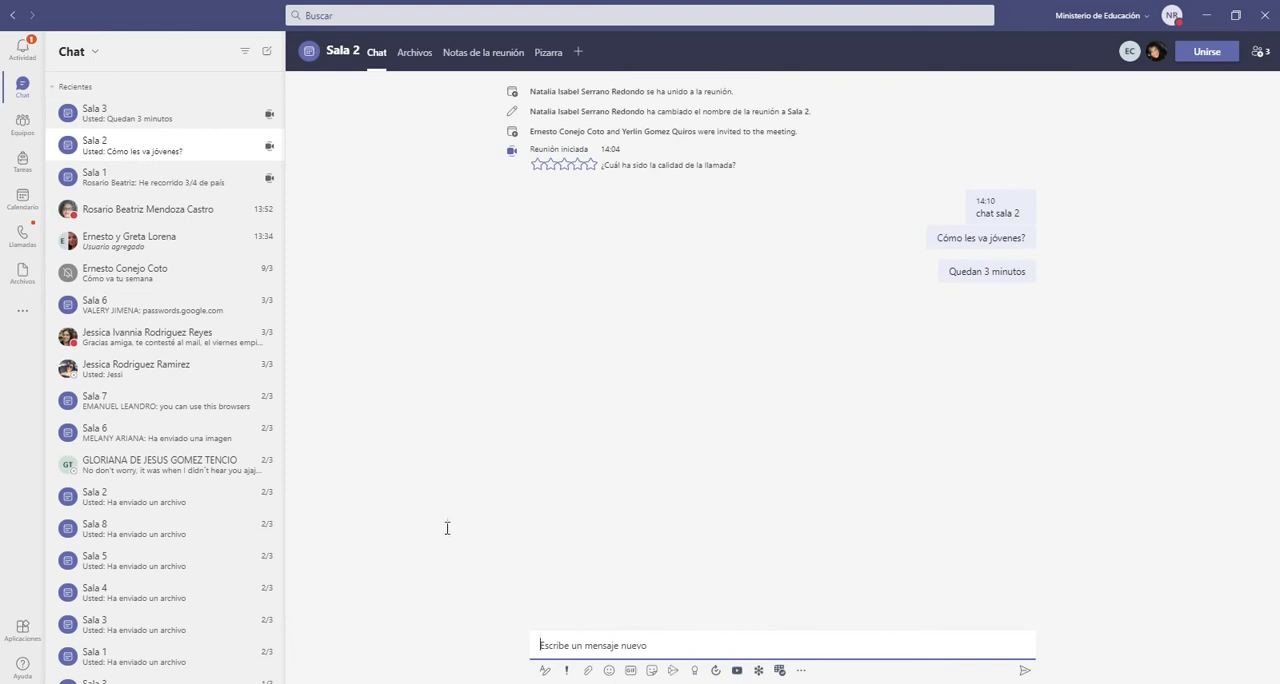 Buscar
Ministerio de Educación
NR
1
Actividad
Chat
Equipos
Tareas
Calendario
Llamadas
Archivos
Aplicaciones
Ayuda
Chat
Recientes
Sala 3
Usted: Quedan 3 minutos
Sala 2
Usted: Cómo les va jóvenes?
Sala 1
Rosario Beatriz: He recorrido 3/4 de país
Rosario Beatriz Mendoza Castro 13:52
E
Ernesto y Greta Lorena 13:34
Usuario agregado
Ernesto Conejo Coto 9/3
Cómo va tu semana
Sala 6 3/3
VALERY JIMENA: passwords.google.com
Jessica Ivannia Rodriguez Reyes 3/3
Gracias amiga, te contesté al mail, el viernes empi...
Jessica Rodriguez Ramirez 3/3
Usted: Jessi
Sala 7 2/3
EMANUEL LEANDRO: you can use this browsers
Sala 6 2/3
MELANY ARIANA: Ha enviado una imagen
GT
GLORIANA DE JESUS GOMEZ TENCIO 2/3
No don't worry, it was when I didn´t hear you ajaj...
Sala 2 2/3
Usted: Ha enviado un archivo
Sala 8 2/3
Usted: Ha enviado un archivo
Sala 5 2/3
Usted: Ha enviado un archivo
Sala 4 2/3
Usted: Ha enviado un archivo
Sala 3 2/3
Usted: Ha enviado un archivo
Sala 1 2/3
Usted: Ha enviado un archivo
Sala 2 Chat Archivos Notas de la reunión Pizarra
EC Unirse 3
Natalia Isabel Serrano Redondo se ha unido a la reunión.
Natalia Isabel Serrano Redondo ha cambiado el nombre de la reunión a Sala 2.
Ernesto Conejo Coto and Yerlin Gomez Quiros were invited to the meeting.
Reunión iniciada 14:04
¿Cuál ha sido la calidad de la llamada?
14:10
chat sala 2
Cómo les va jóvenes?
Quedan 3 minutos
Escribe un mensaje nuevo
GIF